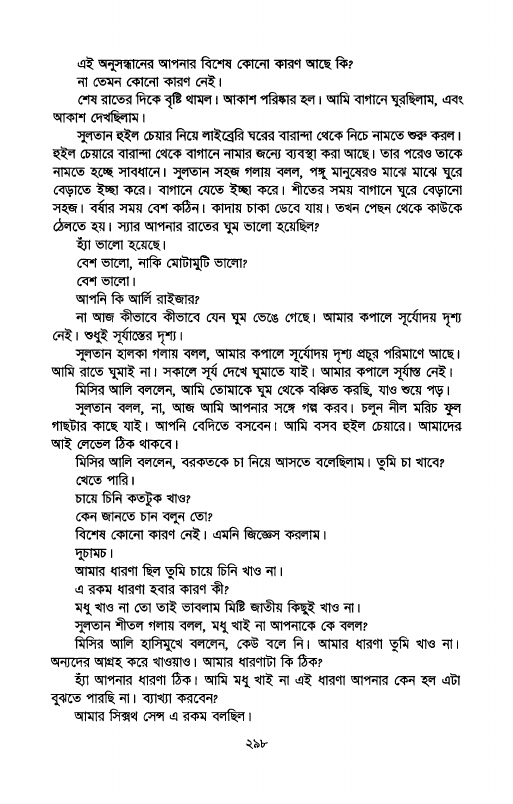 এই অনুসন্ধানের আপনার বিশেষ কোনো কারণ আছে কি?
না তেমন কোনো কারণ নেই।
শেষ রাতের দিকে বৃষ্টি থামল। আকাশ পরিষ্কার হল। আমি বাগানে ঘুরছিলাম, এবং
আকাশ দেখছিলাম।
সুলতান হুইল চেয়ার নিয়ে লাইব্রেরি ঘরের বারান্দা থেকে নিচে নামতে শুরু করল।
হুইল চেয়ারে বারান্দা থেকে বাগানে নামার জন্যে ব্যবস্থা করা আছে। তার পরেও তাকে
নামতে হচ্ছে সাবধানে। সুলতান সহজ গলায় বলল, পঙ্গু মানুষেরও মাঝে মাঝে ঘুরে
বেড়াতে ইচ্ছা করে। বাগানে যেতে ইচ্ছা করে। শীতের সময় বাগানে ঘুরে বেড়ানো
সহজ। বর্ষার সময় বেশ কঠিন। কাদায় চাকা ডেবে যায়। তখন পেছন থেকে কাউকে
ঠেলতে হয়। স্যার আপনার রাতের ঘুম ভালো হয়েছিল?
হ্যাঁ ভালো হয়েছে।
বেশ ভালো, নাকি মোটামুটি ভালো?
বেশ ভালো।
আপনি কি আর্লি রাইজার?
না আজ কীভাবে কীভাবে যেন ঘুম ভেঙে গেছে। আমার কপালে সূর্যোদয় দৃশ্য
নেই। শুধুই সূর্যাস্তের দৃশ্য।
সুলতান হালকা গলায় বলল, আমার কপালে সূর্যোদয় দৃশ্য প্রচুর পরিমাণে আছে।
আমি রাতে ঘুমাই না। সকালে সূর্য দেখে ঘুমাতে যাই। আমার কপালে সূর্যাস্ত নেই।
মিসির আলি বললেন, আমি তোমাকে ঘুম থেকে বঞ্চিত করছি, যাও শুয়ে পড়।
সুলতান বলল, না, আজ আমি আপনার সঙ্গে গল্প করব। চলুন নীল মরিচ ফুল
গাছটার কাছে যাই। আপনি বেদিতে বসবেন। আমি বসব হুইল চেয়ারে। আমাদের
আই লেভেল ঠিক থাকবে।
মিসির আলি বললেন, বরকতকে চা নিয়ে আসতে বলেছিলাম। তুমি চা খাবে?
খেতে পারি।
চায়ে চিনি কতটুক খাও?
কেন জানতে চান বলুন তো?
বিশেষ কোনো কারণ নেই। এমনি জিজ্ঞেস করলাম।
দুচামচ।
আমার ধারণা ছিল তুমি চায়ে চিনি খাও না।
এ রকম ধারণা হবার কারণ কী?
মধু খাও না তো তাই ভাবলাম মিষ্টি জাতীয় কিছুই খাও না।
সুলতান শীতল গলায় বলল, মধু খাই না আপনাকে কে বলল?
মিসির আলি হাসিমুখে বললেন, কেউ বলে নি। আমার ধারণা তুমি খাও না।
অন্যদের আগ্রহ করে খাওয়াও। আমার ধারণাটা কি ঠিক?
হ্যাঁ আপনার ধারণা ঠিক। আমি মধু খাই না এই ধারণা আপনার কেন হল এটা
বুঝতে পারছি না। ব্যাখ্যা করবেন?
আমার সিক্সথ সেন্স এ রকম বলছিল।
২৯৮